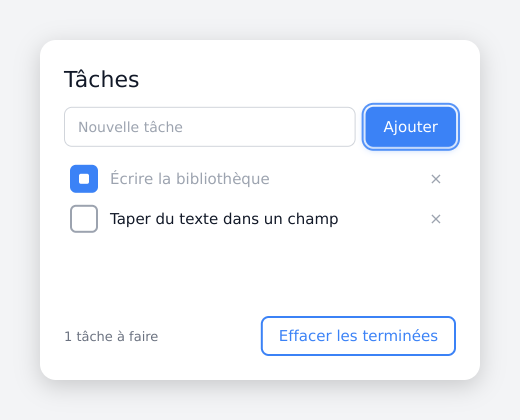 Tâches
Nouvelle tâche Ajouter
Écrire la bibliothèque ×
Taper du texte dans un champ ×
1 tâche à faire Effacer les terminées